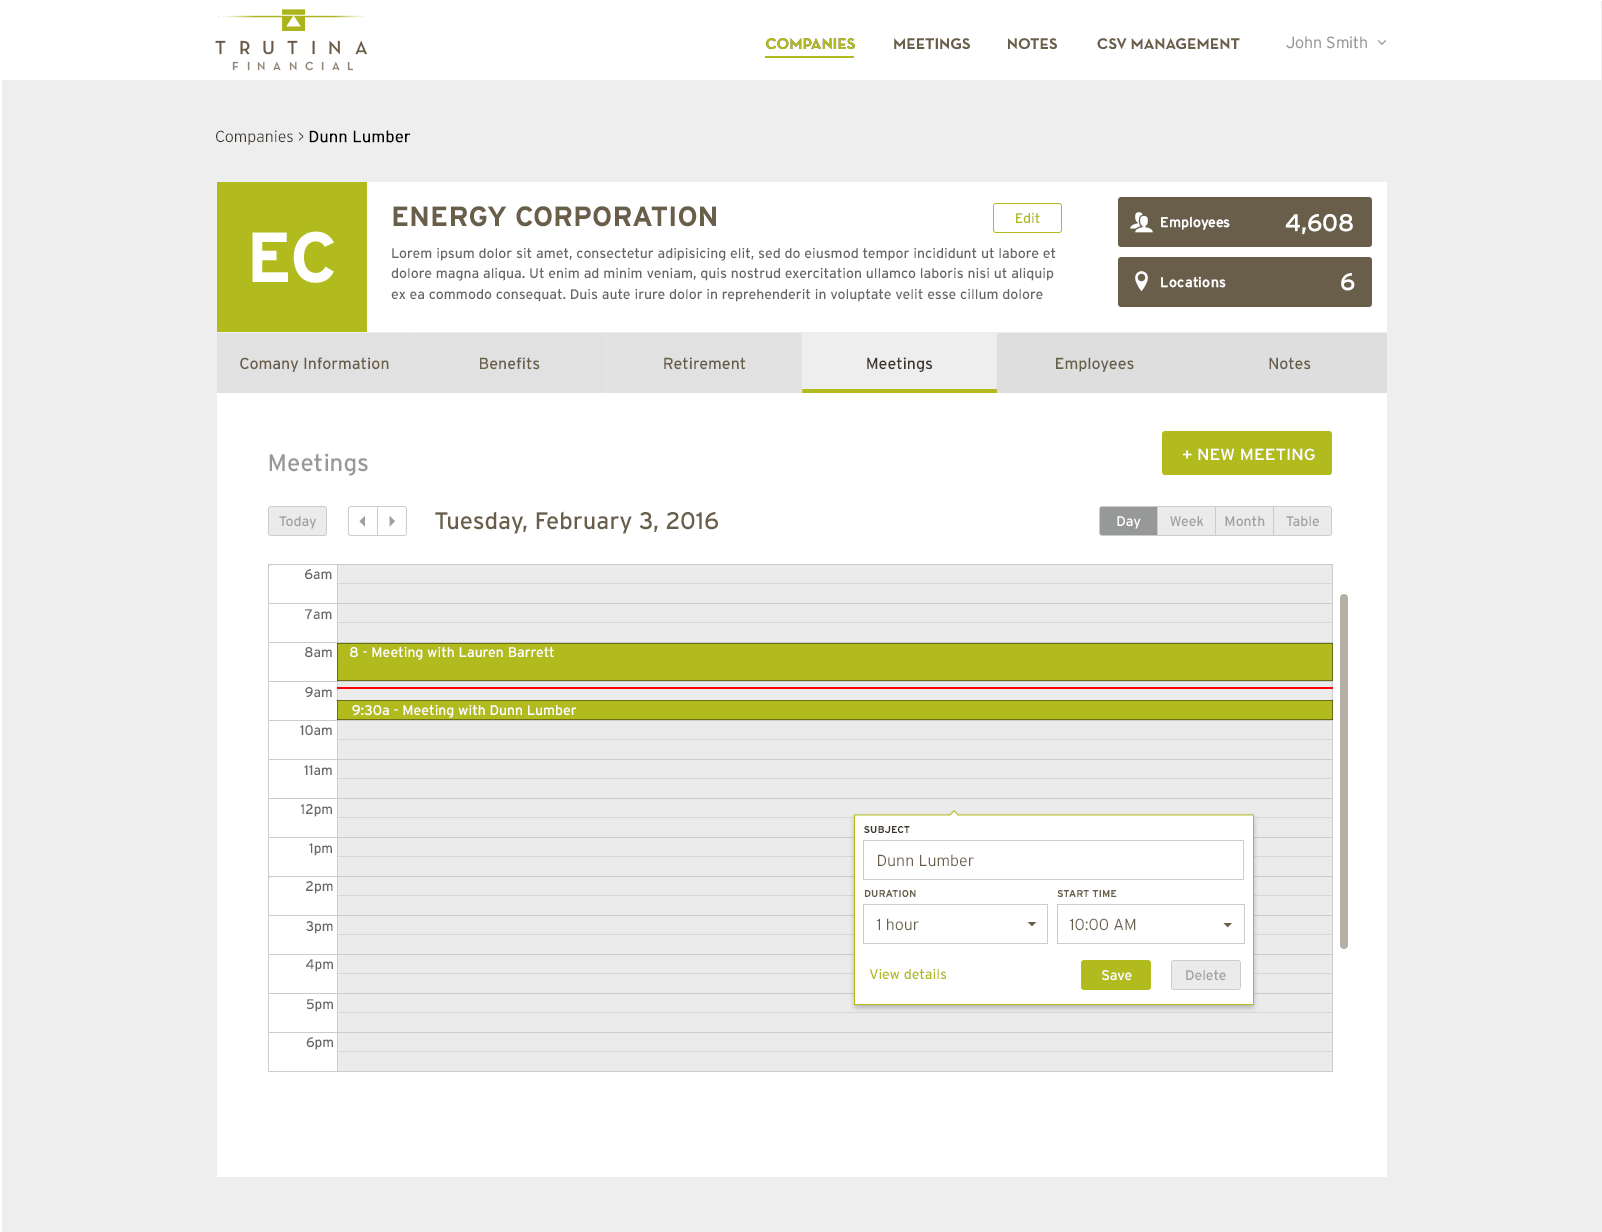 TRUTINA
FINANCIAL
COMPANIES MEETINGS NOTES CSV MANAGEMENT John Smith
Companies > Dunn Lumber
EC
ENERGY CORPORATION
Edit
Lorem ipsum dolor sit amet, consectetur adipisicing elit, sed do eiusmod tempor incididunt ut labore et
dolore magna aliqua. Ut enim ad minim veniam, quis nostrud exercitation ullamco laboris nisi ut aliquip
ex ea commodo consequat. Duis aute irure dolor in reprehenderit in voluptate velit esse cillum dolore
Employees 4,608
Locations 6
Comany Information Benefits Retirement Meetings Employees Notes
Meetings
+ NEW MEETING
Today Tuesday, February 3, 2016 Day Week Month Table
6am
7am
8am 8 - Meeting with Lauren Barrett
9am
9:30a - Meeting with Dunn Lumber
10am
11am
12pm
1pm
2pm
3pm
4pm
5pm
6pm
SUBJECT
Dunn Lumber
DURATION START TIME
1 hour 10:00 AM
View details Save Delete